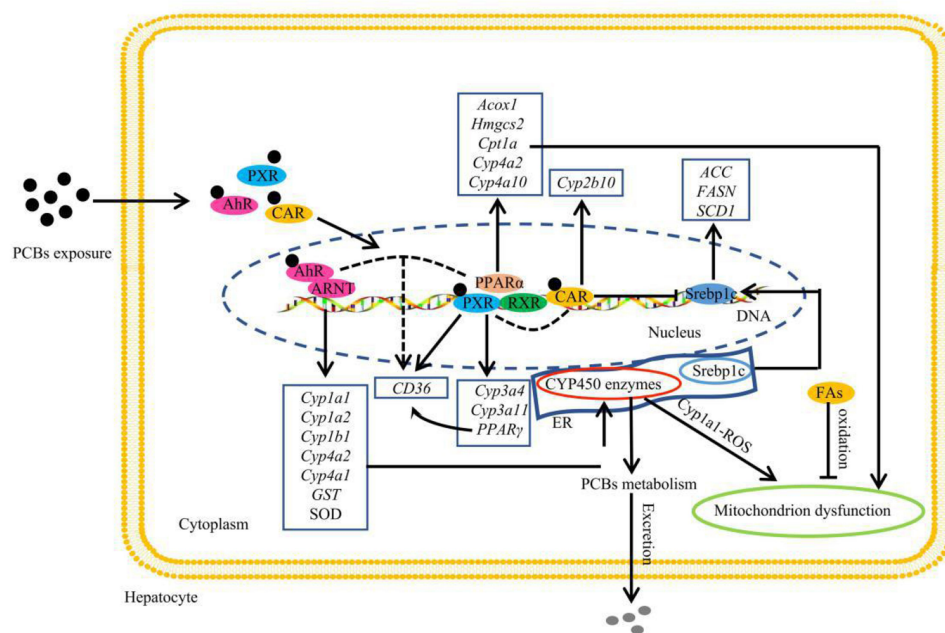 Acox1
Hmgcs2
Cpt1a
Cyp4a2
Cyp4a10
Cyp2b10
ACC
FASN
SCD1
PXR
AhR
CAR
PCBs exposure
AhR
ARNT
PPARα
PXR
RXR
CAR
Srebp1c
DNA
Nucleus
Cyp1a1
Cyp1a2
Cyp1b1
Cyp4a2
Cyp4a1
GST
SOD
CD36
Cyp3a4
Cyp3a11
PPARγ
CYP450 enzymes
Srebp1c
ER
FAs
oxidation
Cyp1a1-ROS
PCBs metabolism
Mitochondrion dysfunction
Excretion
Cytoplasm
Hepatocyte